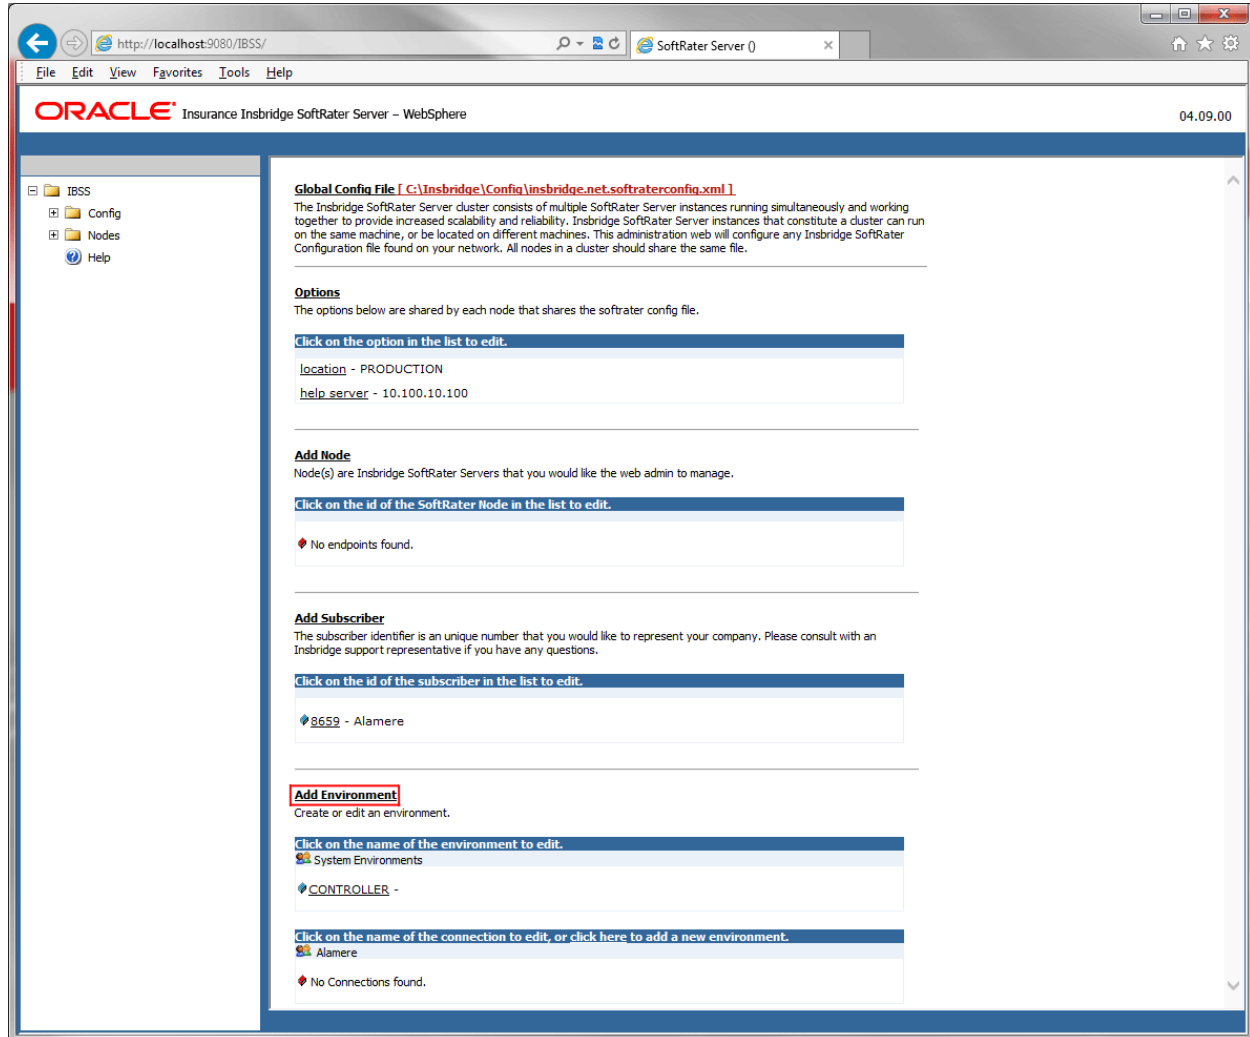 http://localhost:9080/IBSS/
SoftRater Server ()
File Edit View Favorites Tools Help
ORACLE Insurance Insbridge SoftRater Server – WebSphere
04.09.00
IBSS
Config
Nodes
Help
Global Config File [ C:\Insbridge\Config\insbridge.net.softraterconfig.xml ]
The Insbridge SoftRater Server cluster consists of multiple SoftRater Server instances running simultaneously and working
together to provide increased scalability and reliability. Insbridge SoftRater Server instances that constitute a cluster can run
on the same machine, or be located on different machines. This administration web will configure any Insbridge SoftRater
Configuration file found on your network. All nodes in a cluster should share the same file.
Options
The options below are shared by each node that shares the softrater config file.
Click on the option in the list to edit.
location - PRODUCTION
help server - 10.100.10.100
Add Node
Node(s) are Insbridge SoftRater Servers that you would like the web admin to manage.
Click on the id of the SoftRater Node in the list to edit.
No endpoints found.
Add Subscriber
The subscriber identifier is an unique number that you would like to represent your company. Please consult with an
Insbridge support representative if you have any questions.
Click on the id of the subscriber in the list to edit.
8659 - Alamere
Add Environment
Create or edit an environment.
Click on the name of the environment to edit.
System Environments
CONTROLLER -
Click on the name of the connection to edit, or click here to add a new environment.
Alamere
No Connections found.